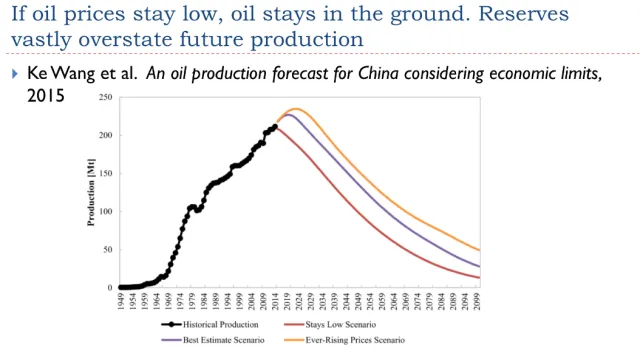 If oil prices stay low, oil stays in the ground. Reserves
vastly overstate future production
Ke Wang et al. An oil production forecast for China considering economic limits,
2015
250
200
150
100
50
0
Production [Mt]
1949 1954 1959 1964 1969 1974 1979 1984 1989 1994 1999 2004 2009 2014 2019 2024 2029 2034 2039 2044 2049 2054 2059 2064 2069 2074 2079 2084 2089 2094 2099
Historical Production Stays Low Scenario
Best Estimate Scenario Ever-Rising Prices Scenario